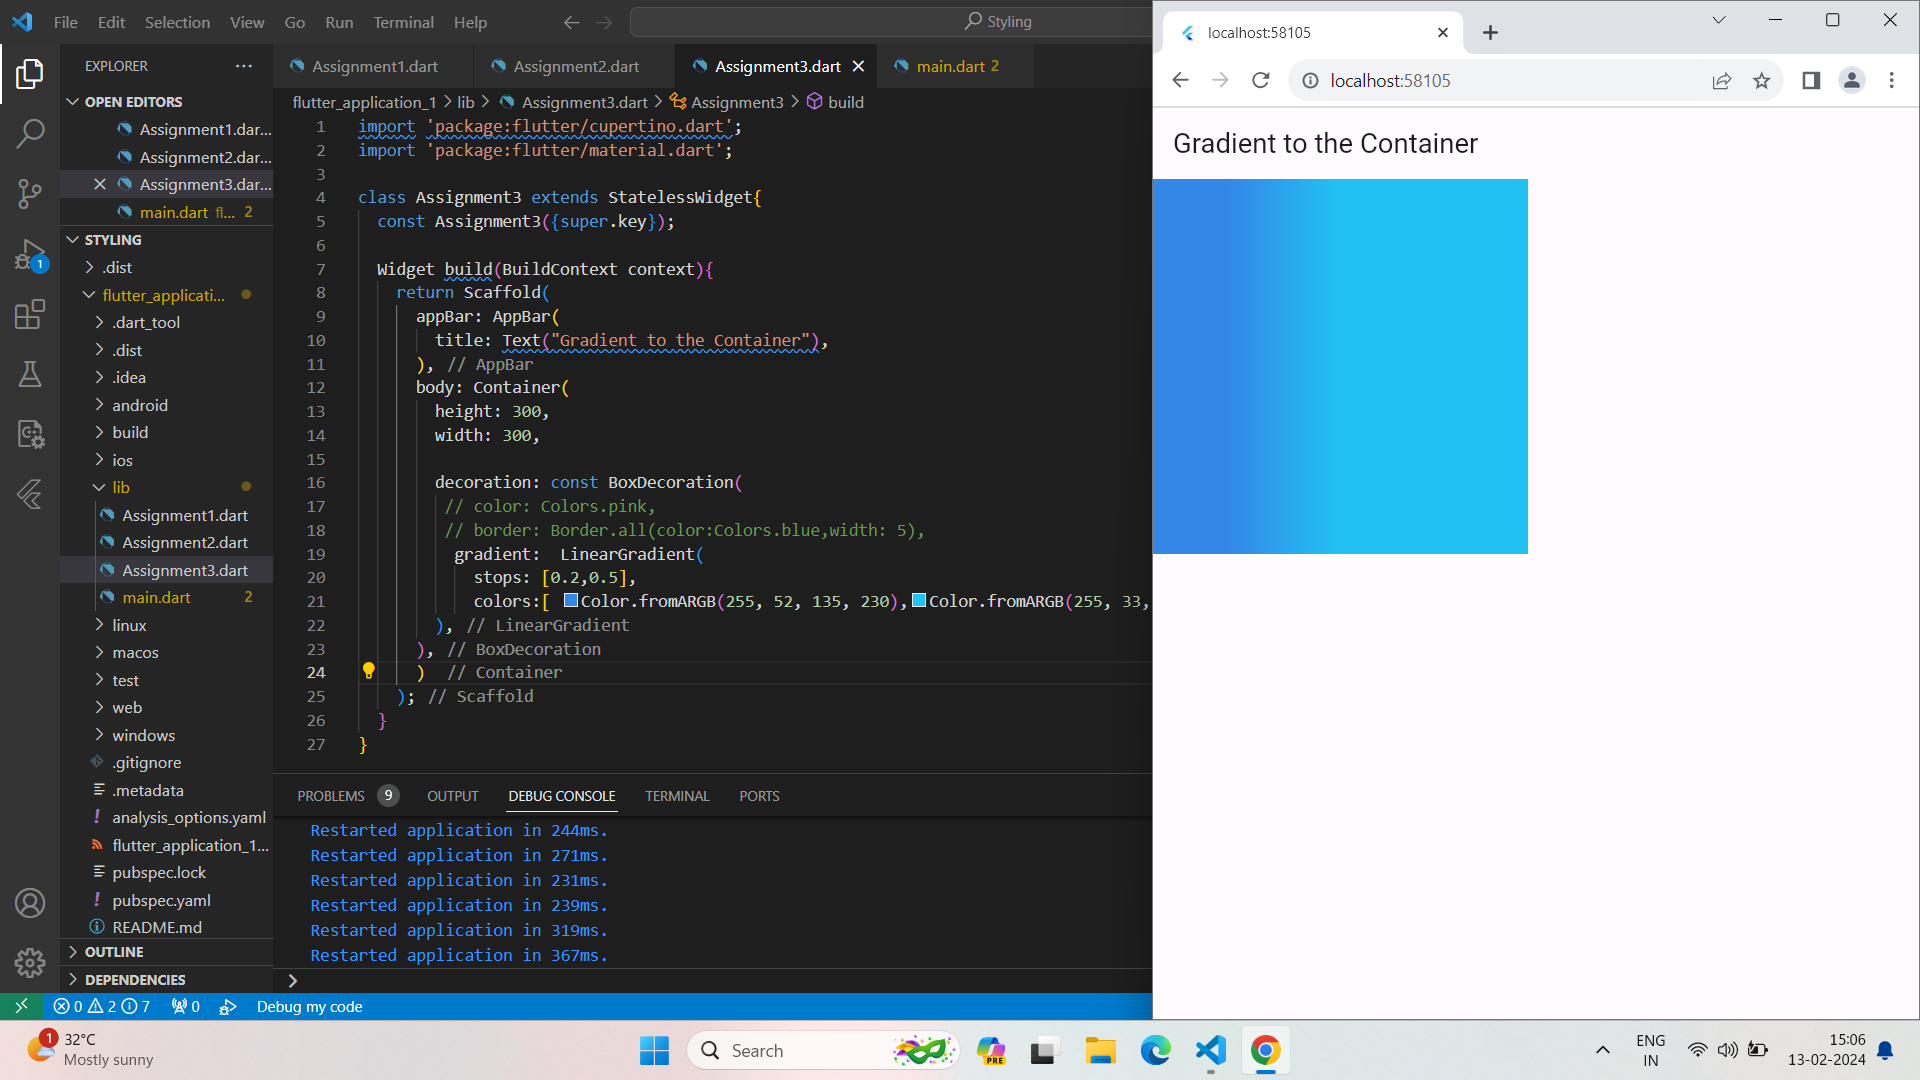 File Edit Selection View Go Run Terminal Help
Styling
EXPLORER
OPEN EDITORS
Assignment1.dar...
Assignment2.dar...
Assignment3.dar...
main.dart fl... 2
STYLING
.dist
flutter_applicati...
.dart_tool
.dist
.idea
android
build
ios
lib
Assignment1.dart
Assignment2.dart
Assignment3.dart
main.dart 2
linux
macos
test
web
windows
.gitignore
.metadata
analysis_options.yaml
flutter_application_1...
pubspec.lock
pubspec.yaml
README.md
OUTLINE
DEPENDENCIES
1
Assignment1.dart Assignment2.dart Assignment3.dart main.dart 2
flutter_application_1 > lib > Assignment3.dart > Assignment3 > build
1 import 'package:flutter/cupertino.dart';
2 import 'package:flutter/material.dart';
3
4 class Assignment3 extends StatelessWidget{
5 const Assignment3({super.key});
6
7 Widget build(BuildContext context){
8 return Scaffold(
9 appBar: AppBar(
10 title: Text("Gradient to the Container"),
11 ), // AppBar
12 body: Container(
13 height: 300,
14 width: 300,
15
16 decoration: const BoxDecoration(
17 // color: Colors.pink,
18 // border: Border.all(color:Colors.blue,width: 5),
19 gradient: LinearGradient(
20 stops: [0.2,0.5],
21 colors:[ Color.fromARGB(255, 52, 135, 230),Color.fromARGB(255, 33,
22 ), // LinearGradient
23 ), // BoxDecoration
24 ) // Container
25 ); // Scaffold
26 }
27 }
PROBLEMS 9 OUTPUT DEBUG CONSOLE TERMINAL PORTS
Restarted application in 244ms.
Restarted application in 271ms.
Restarted application in 231ms.
Restarted application in 239ms.
Restarted application in 319ms.
Restarted application in 367ms.
0 2 7 0 Debug my code
localhost:58105
localhost:58105
Gradient to the Container
1
32°C
Mostly sunny
Search
PRE
ENG
IN
15:06
13-02-2024